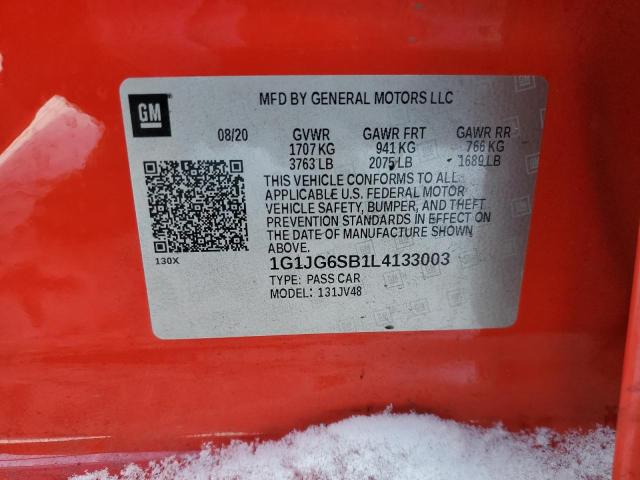 GM
MFD BY GENERAL MOTORS LLC
08/20 GVWR GAWR FRT GAWR RR
1707 KG 941 KG 766 KG
3763 LB 2075 LB 1689 LB
THIS VEHICLE CONFORMS TO ALL
APPLICABLE U.S. FEDERAL MOTOR
VEHICLE SAFETY, BUMPER, AND THEFT
PREVENTION STANDARDS IN EFFECT ON
THE DATE OF MANUFACTURE SHOWN
ABOVE.
130X
1G1JG6SB1L4133003
TYPE: PASS CAR
MODEL: 131JV48